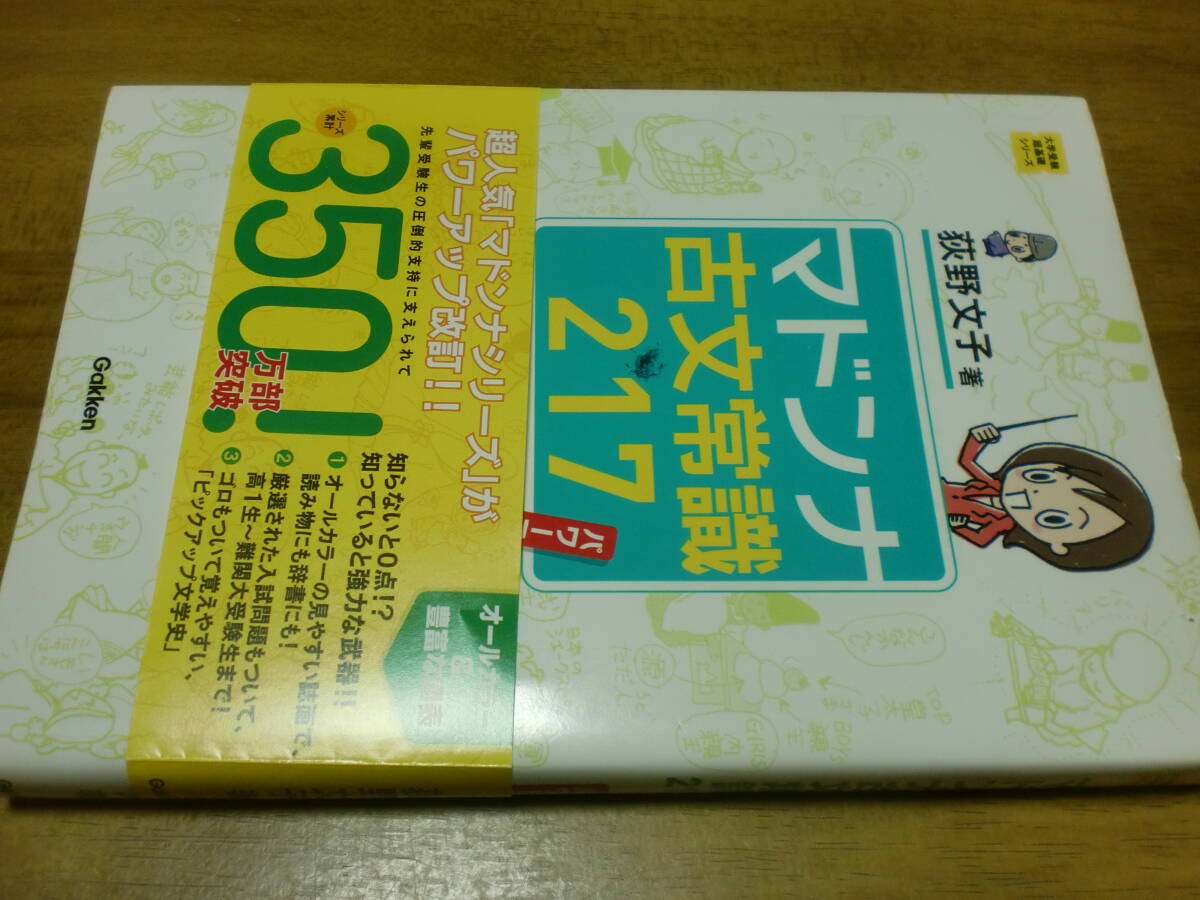 大学受験
超基礎
シリーズ
荻野文子 著
マドンナ
古文常識
217
パワー
超人気「マドンナシリーズ」が
パワーアップ改訂!!
先輩受験生の圧倒的支持に支えられて
シリーズ
累計
350
万部
突破!
オールカラー
&
豊富な図表
知らないと0点!?
知っていると強力な武器!!
1 オールカラーの見やすい誌面で、
読み物にも辞書にも!
2 厳選された入試問題もついて、
高1生~難関大受験生まで!
3 ゴロもついて覚えやすい、
「ピックアップ文学史」
Gakken